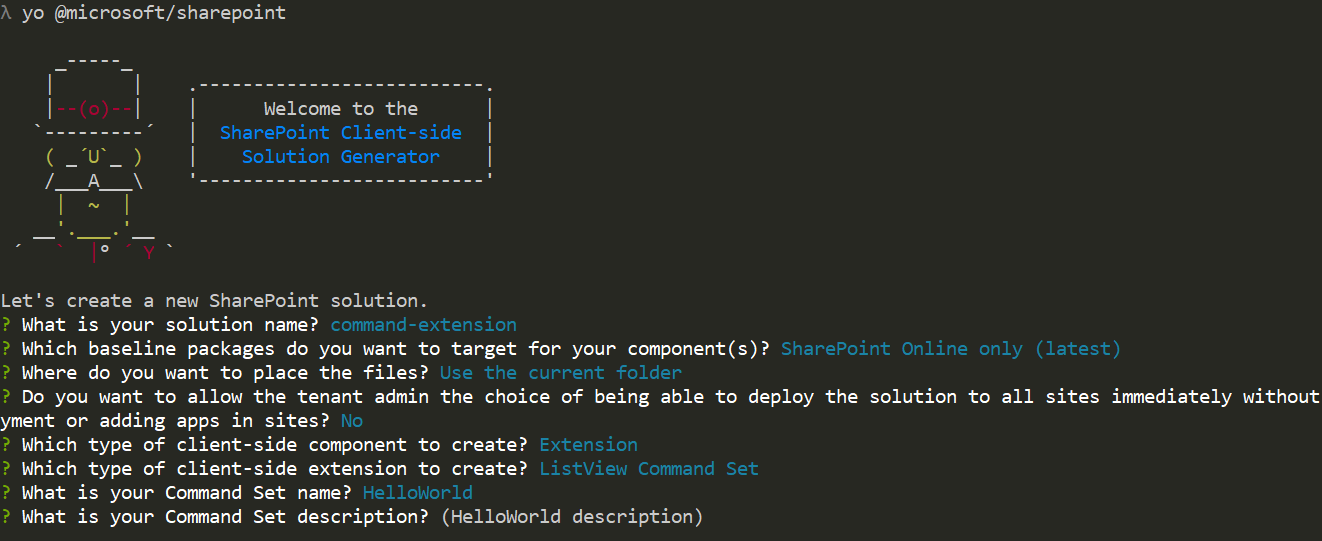 λ yo @microsoft/sharepoint
     _-----_
    |       |    .--------------------------.
    |--(o)--|    |      Welcome to the      |
   `---------´   |  SharePoint Client-side  |
    ( _´U`_ )    |    Solution Generator    |
    /___A___\    '--------------------------'
     |  ~  |
   __'.___.'__
 ´   `  |° ´ Y `
Let's create a new SharePoint solution.
? What is your solution name? command-extension
? Which baseline packages do you want to target for your component(s)? SharePoint Online only (latest)
? Where do you want to place the files? Use the current folder
? Do you want to allow the tenant admin the choice of being able to deploy the solution to all sites immediately without
yment or adding apps in sites? No
? Which type of client-side component to create? Extension
? Which type of client-side extension to create? ListView Command Set
? What is your Command Set name? HelloWorld
? What is your Command Set description? (HelloWorld description)